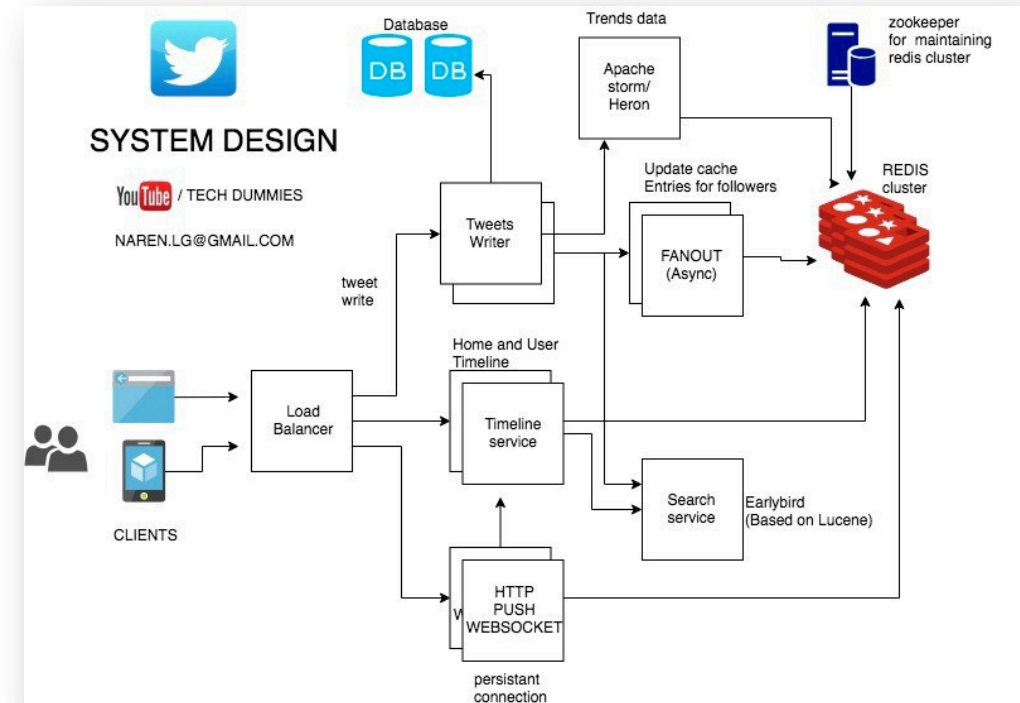 Database
DB
DB
Trends data
Apache
storm/
Heron
zookeeper
for maintaining
redis cluster
SYSTEM DESIGN
YouTube / TECH DUMMIES
NAREN.LG@GMAIL.COM
Tweets
Writer
Update cache
Entries for followers
FANOUT
(Async)
REDIS
cluster
tweet
write
Home and User
Timeline
Load
Balancer
Timeline
service
Search
service
Earlybird
(Based on Lucene)
CLIENTS
W
HTTP
PUSH
WEBSOCKET
persistant
connection